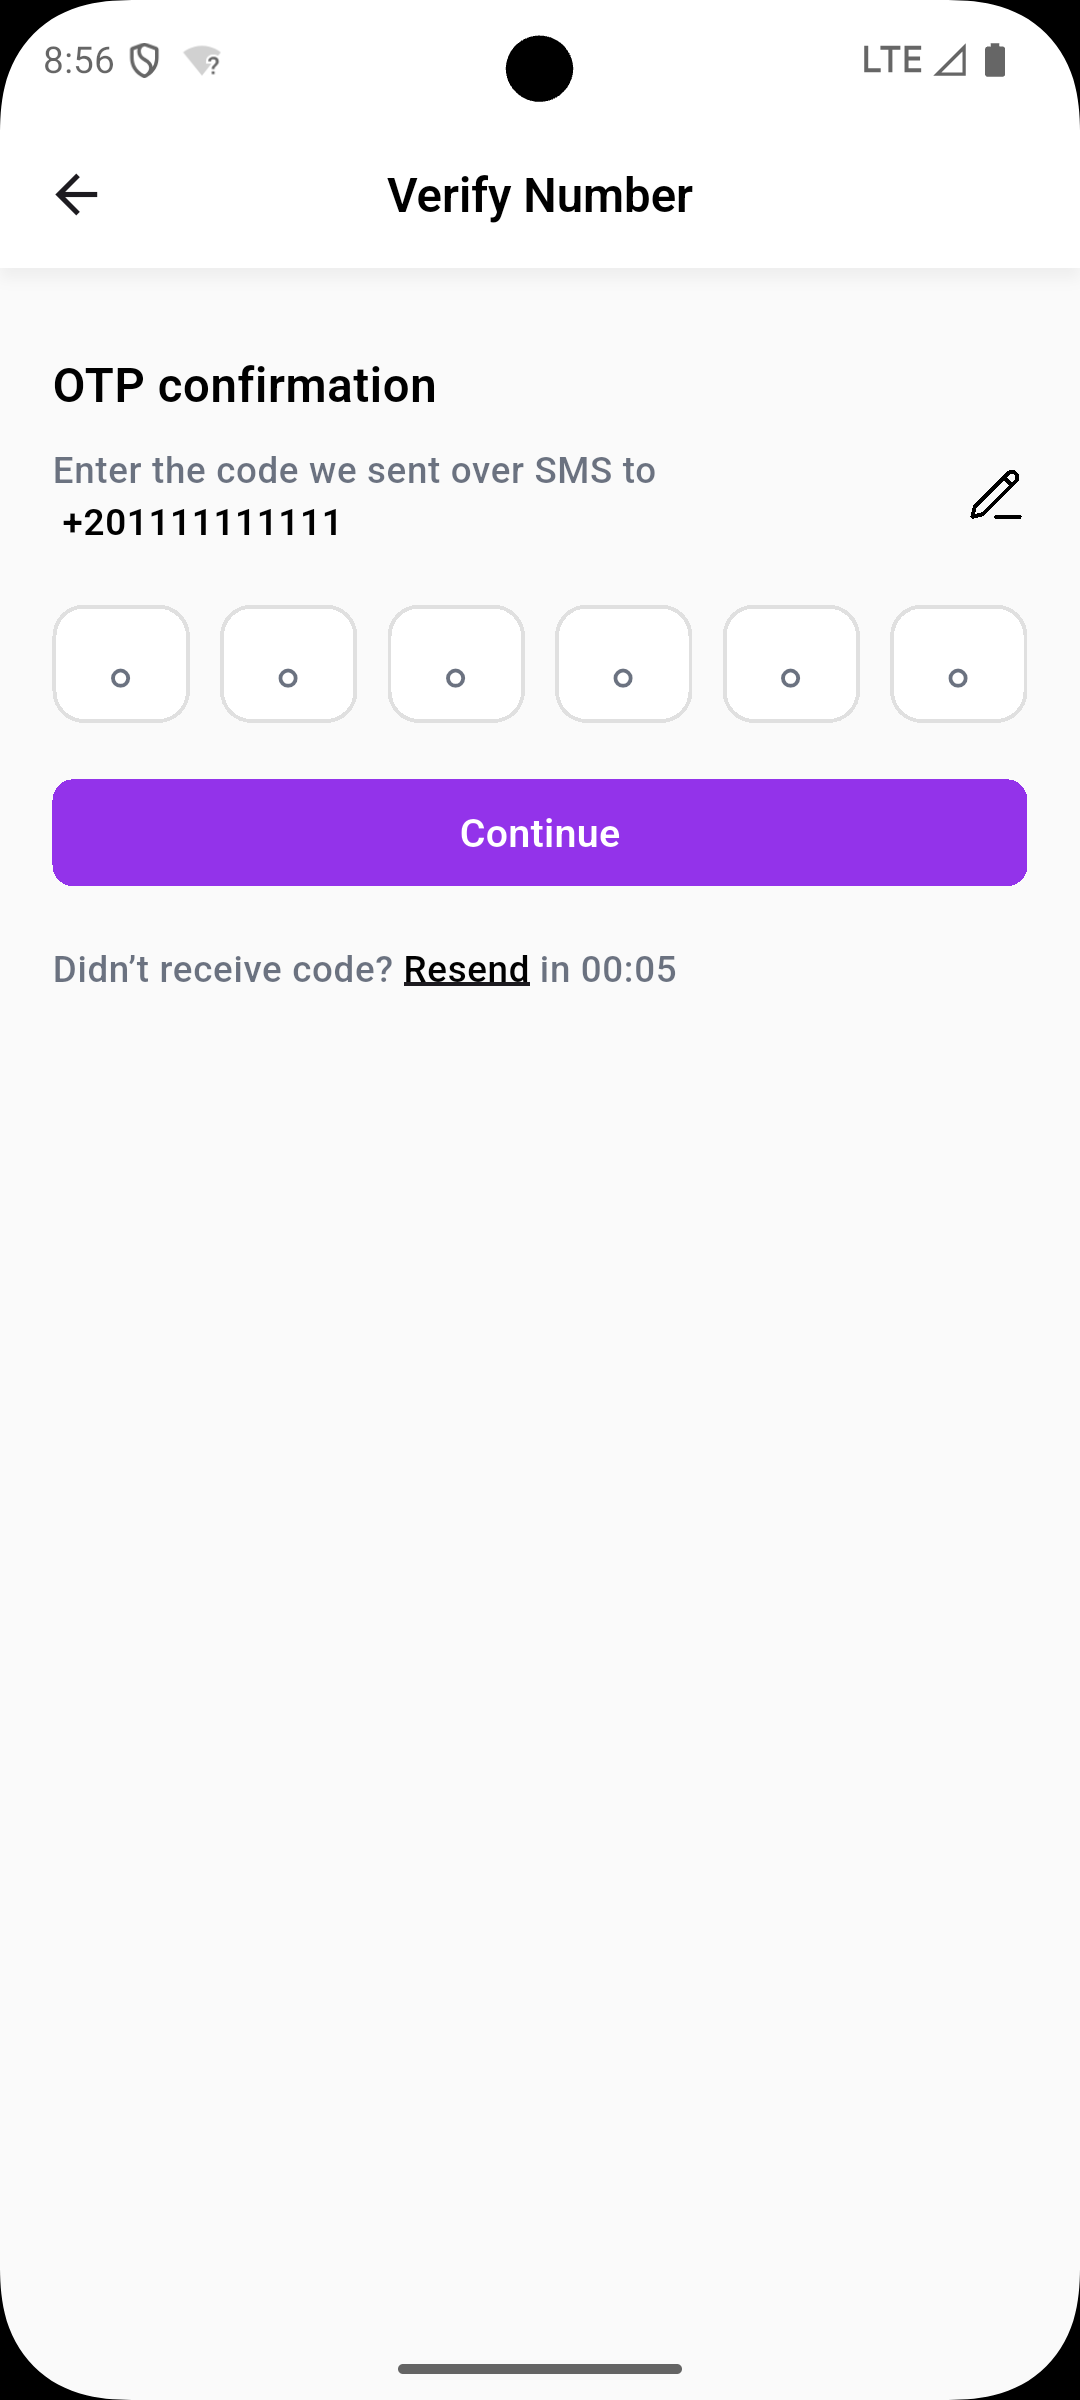 8:56
LTE
Verify Number
OTP confirmation
Enter the code we sent over SMS to
+201111111111
Continue
Didn’t receive code? Resend in 00:05